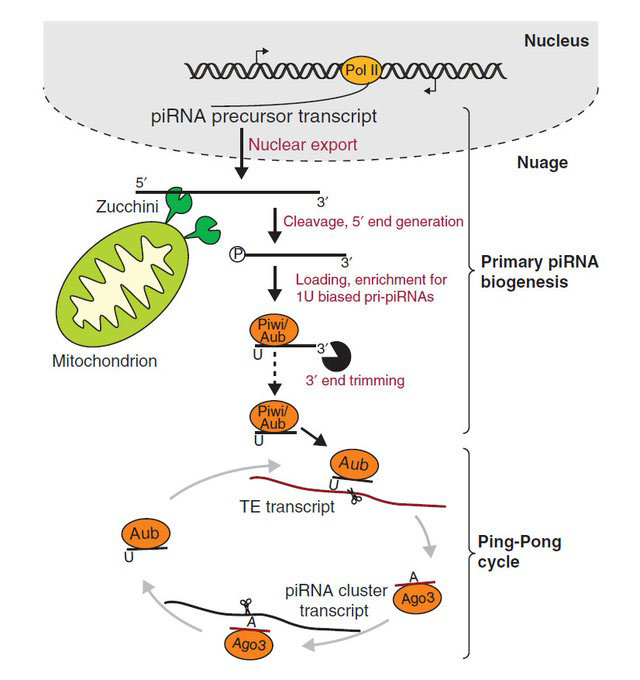 Nucleus
Pol II
piRNA precursor transcript
Nuclear export
Nuage
5′
3′
Zucchini
Cleavage, 5′ end generation
P
3′
Primary piRNA
biogenesis
Loading, enrichment for
1U biased pri-piRNAs
Piwi/
Aub
U
3′
Mitochondrion
3′ end trimming
Piwi/
Aub
U
Aub
U
TE transcript
Aub
U
Ping-Pong
cycle
A
Ago3
piRNA cluster
transcript
A
Ago3